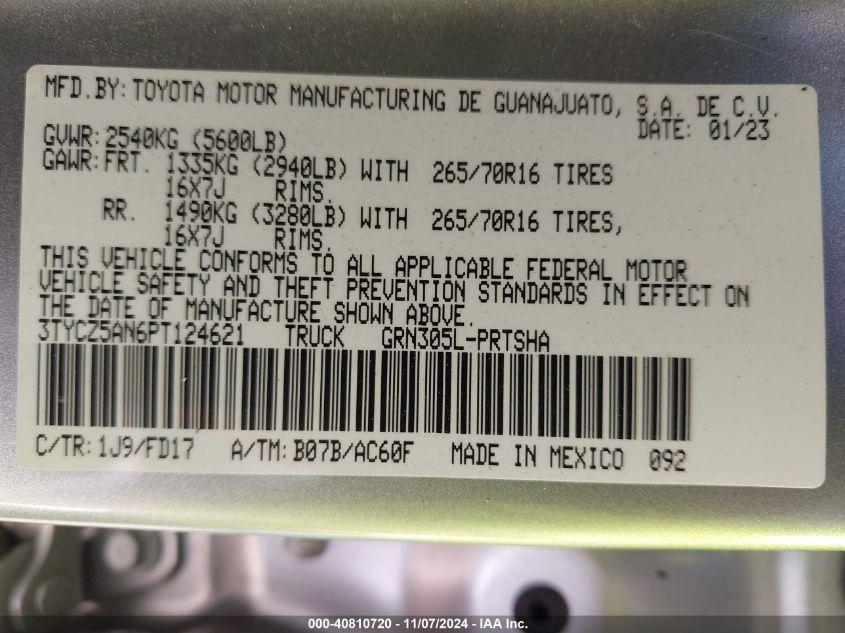 MFD.BY: TOYOTA MOTOR MANUFACTURING DE GUANAJUATO, S.A. DE C.V.
DATE: 01/23
GVWR: 2540KG (5600LB)
GAWR: FRT. 1335KG (2940LB) WITH 265/70R16 TIRES
16X7J RIMS.
RR. 1490KG (3280LB) WITH 265/70R16 TIRES,
16X7J RIMS.
THIS VEHICLE CONFORMS TO ALL APPLICABLE FEDERAL MOTOR
VEHICLE SAFETY AND THEFT PREVENTION STANDARDS IN EFFECT ON
THE DATE OF MANUFACTURE SHOWN ABOVE.
3TYCZ5AN6PT124621 TRUCK GRN305L-PRTSHA
C/TR: 1J9/FD17 A/TM: B07B/AC60F MADE IN MEXICO 092
000-40810720 - 11/07/2024 - IAA Inc.